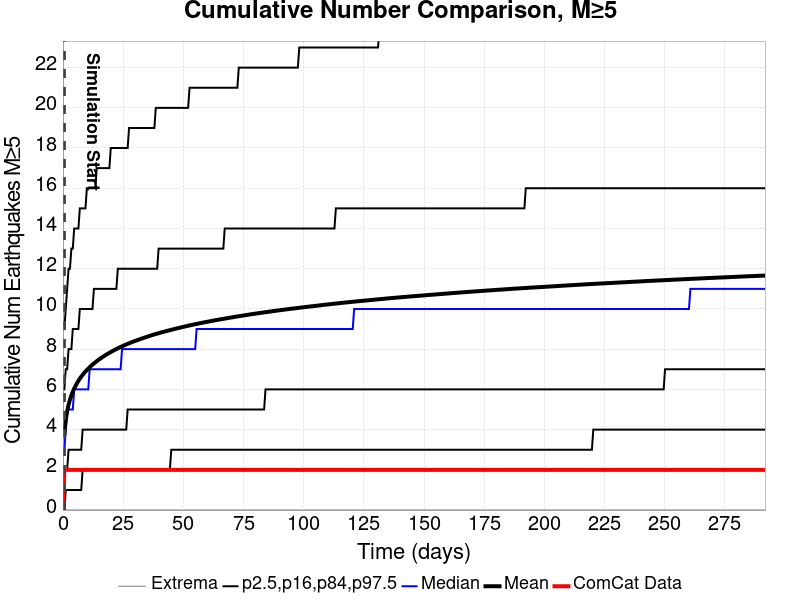 Cumulative Number Comparison, M≥5
Cumulative Num Earthquakes M≥5
22
20
18
16
14
12
10
8
6
4
2
0
Simulation Start
0 25 50 75 100 125 150 175 200 225 250 275
Time (days)
Extrema p2.5,p16,p84,p97.5 Median Mean ComCat Data